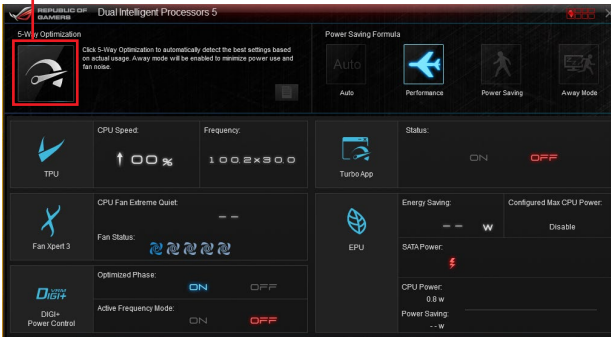 REPUBLIC OF
GAMERS
Dual Intelligent Processors 5
5-Way Optimization
Click 5-Way Optimization to automatically detect the best settings based
on actual usage. Away mode will be enabled to minimize power use and
fan noise.
Power Saving Formula
Auto
Auto
Performance
Power Saving
Away Mode
TPU
CPU Speed:
00 %
Frequency:
100.2x30.0
Turbo App
Status:
ON OFF
Fan Xpert 3
CPU Fan Extreme Quiet:
--
Fan Status:
EPU
Energy Saving:
-- w
Configured Max CPU Power:
Disable
SATA Power:
CPU Power:
0.8 w
Power Saving:
-- w
VRM
DIGI+
DIGI+
Power Control
Optimized Phase:
ON OFF
Active Frequency Mode:
ON OFF